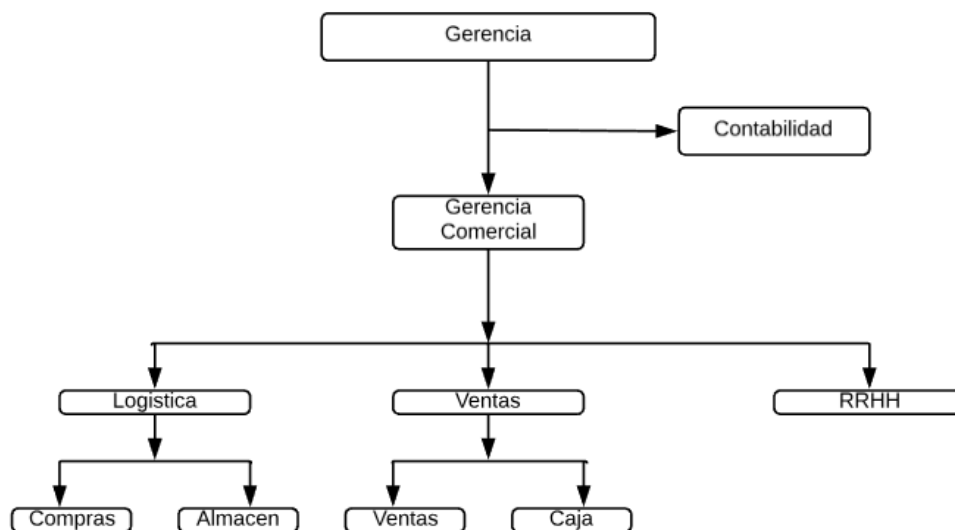 Gerencia
Contabilidad
Gerencia
Comercial
Logistica
Ventas
RRHH
Compras
Almacen
Ventas
Caja